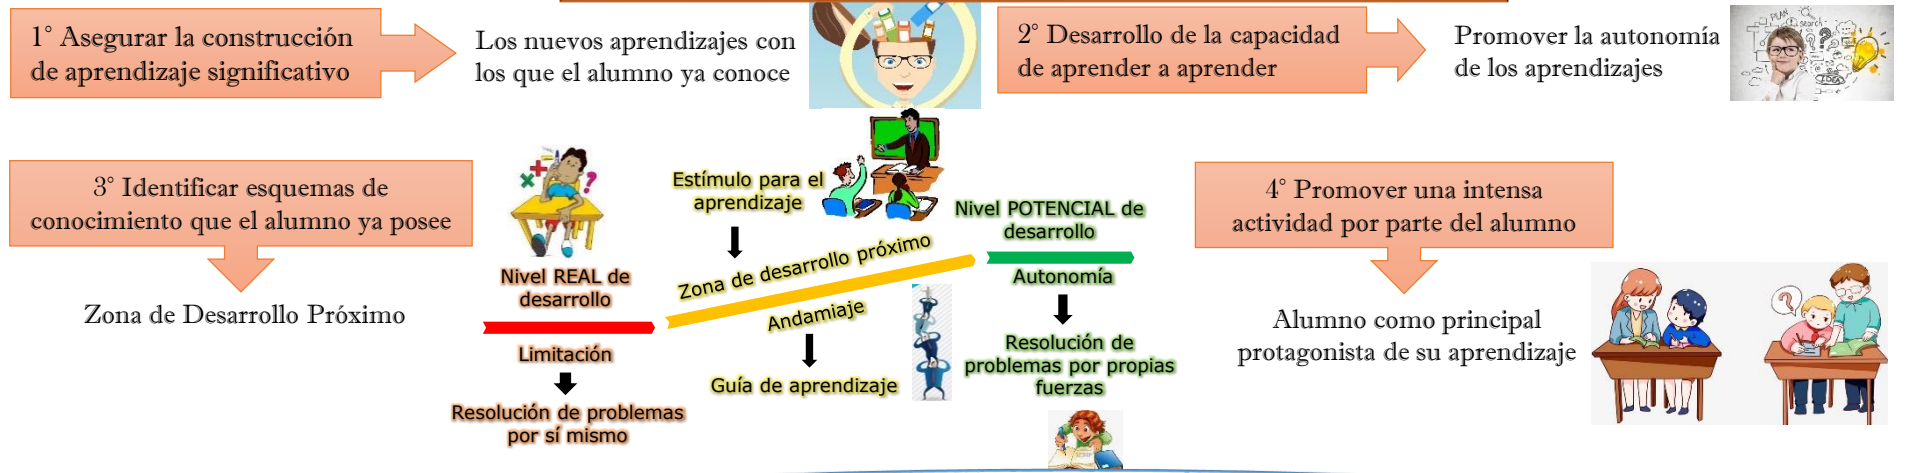 1° Asegurar la construcción
de aprendizaje significativo
Los nuevos aprendizajes con
los que el alumno ya conoce
2° Desarrollo de la capacidad
de aprender a aprender
Promover la autonomía
de los aprendizajes
PLAN
search
IDEA
3° Identificar esquemas de
conocimiento que el alumno ya posee
Zona de Desarrollo Próximo
Nivel REAL de
desarrollo
Limitación
Resolución de problemas
por sí mismo
Estímulo para el
aprendizaje
Zona de desarrollo próximo
Andamiaje
Guía de aprendizaje
Nivel POTENCIAL de
desarrollo
Autonomía
Resolución de
problemas por propias
fuerzas
4° Promover una intensa
actividad por parte del alumno
Alumno como principal
protagonista de su aprendizaje